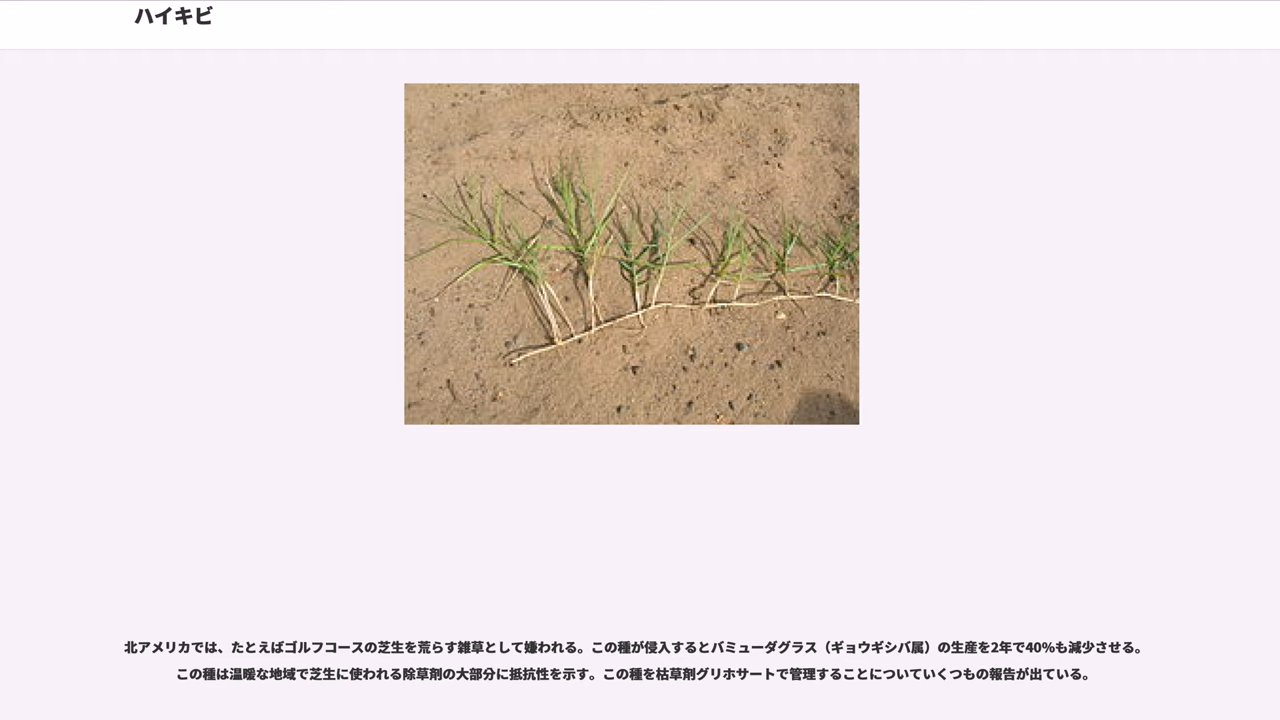 ハイキビ
北アメリカでは、たとえばゴルフコースの芝生を荒らす雑草として嫌われる。この種が侵入するとバミューダグラス（ギョウギシバ属）の生産を2年で40%も減少させる。
この種は温暖な地域で芝生に使われる除草剤の大部分に抵抗性を示す。この種を枯草剤グリホサートで管理することについていくつもの報告が出ている。